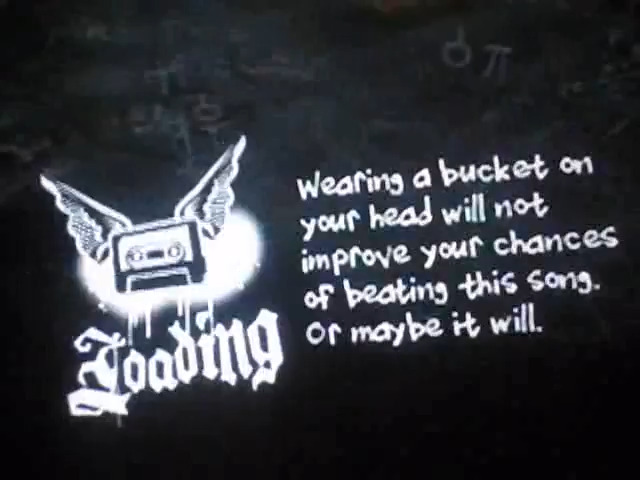 Wearing a bucket on
your head will not
improve your chances
of beating this song.
Or maybe it will.
Loading